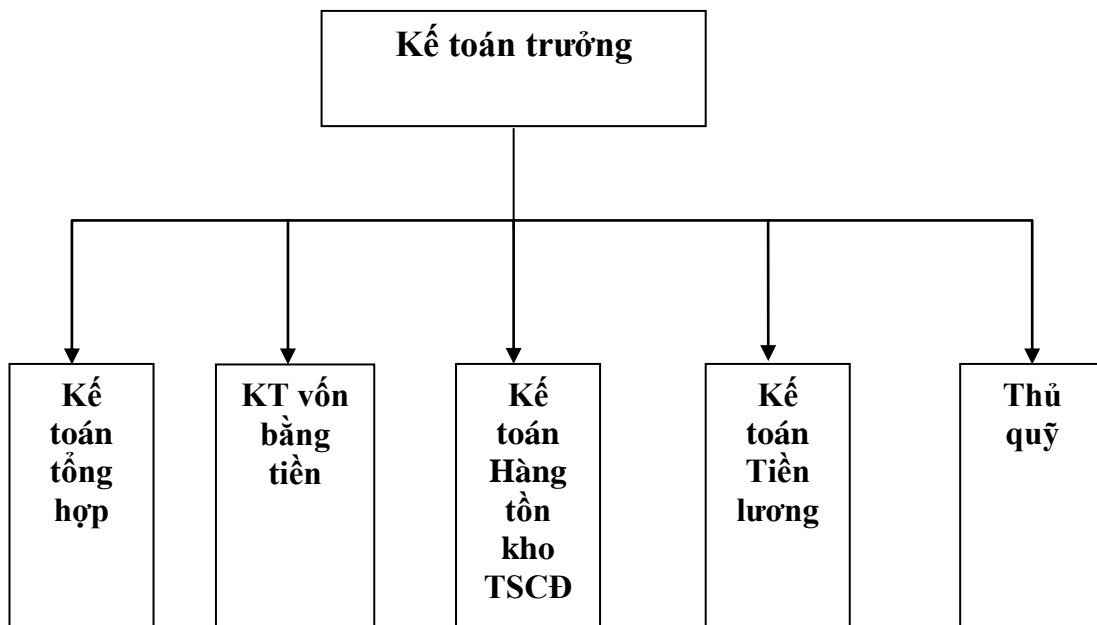 Kế toán trưởng
Kế
toán
tổng
hợp
KT vốn
bằng
tiền
Kế
toán
Hàng
tồn
kho
TSCĐ
Kế
toán
Tiền
lương
Thủ
quỹ